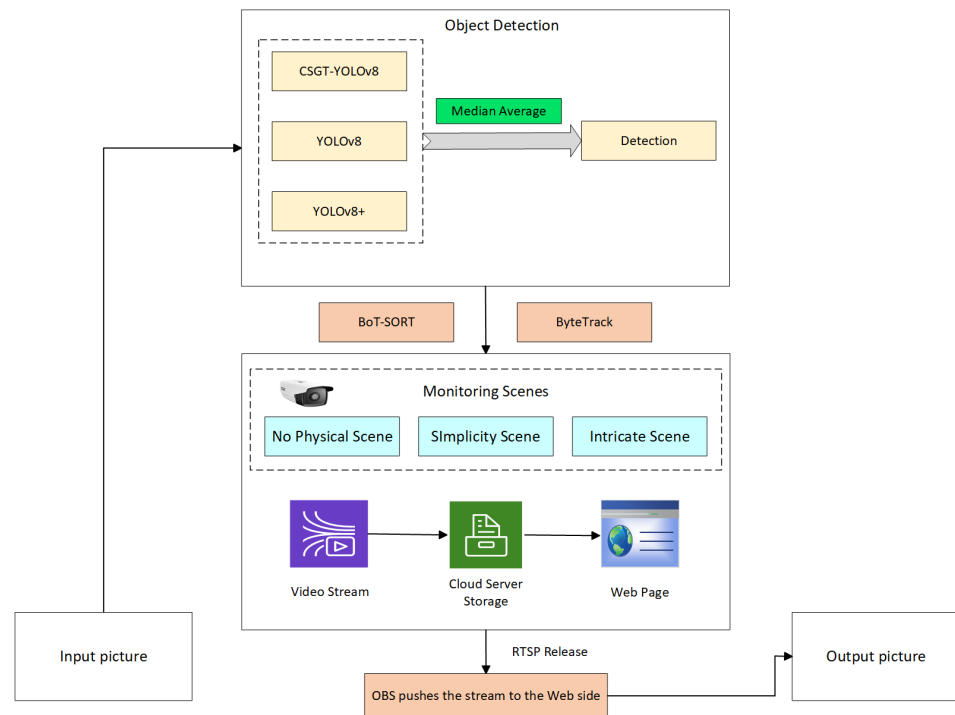 Object Detection
CSGT-YOLOv8
Median Average
YOLOv8
Detection
YOLOv8+
BoT-SORT
ByteTrack
Monitoring Scenes
No Physical Scene
SImplicity Scene
Intricate Scene
Video Stream
Cloud Server
Storage
Web Page
Input picture
RTSP Release
Output picture
OBS pushes the stream to the Web side